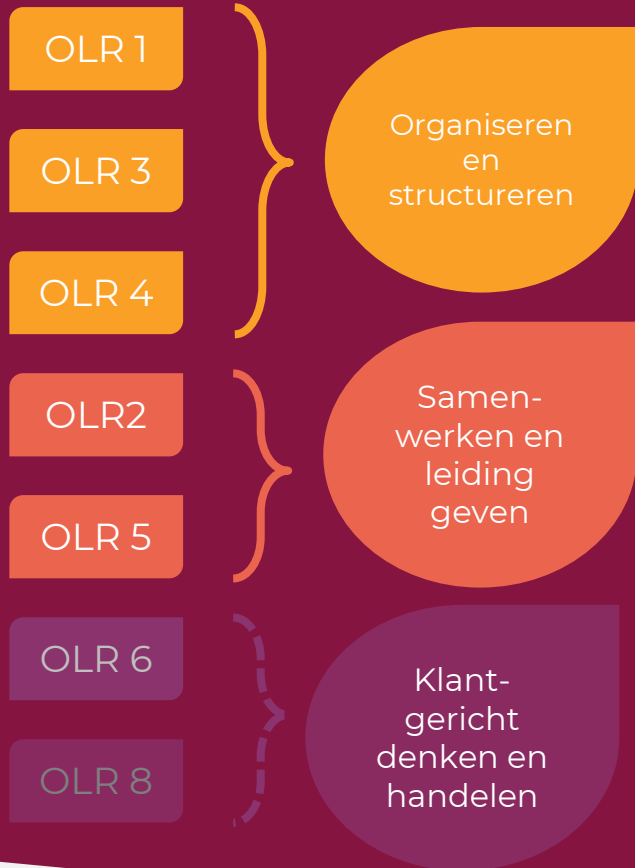 OLR 1
OLR 3
OLR 4
Organiseren
en
structureren
OLR2
OLR 5
Samen-
werken en
leiding
geven
OLR 6
OLR 8
Klant-
gericht
denken en
handelen